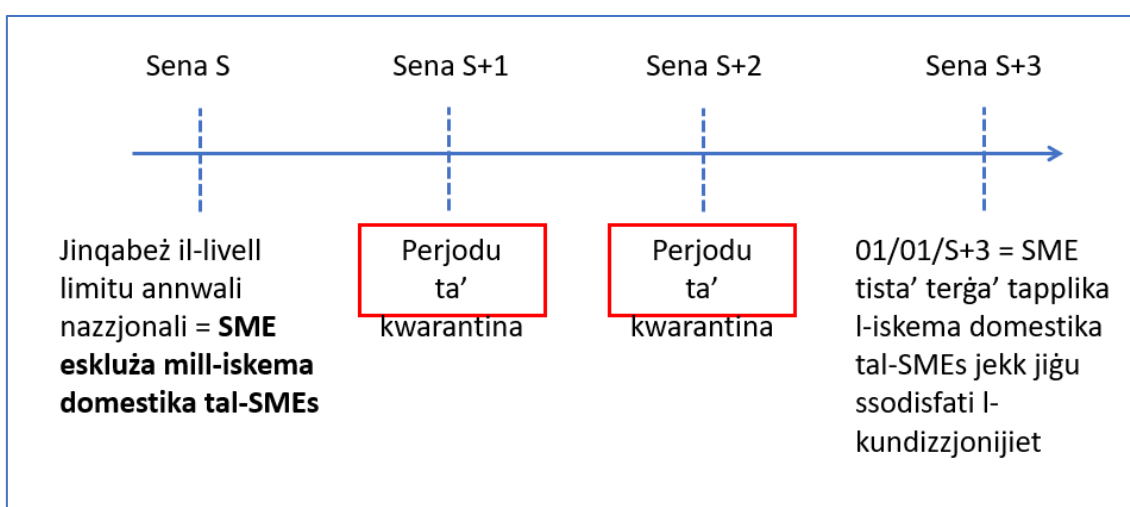 Sena S
Sena S+1
Sena S+2
Sena S+3
Jinqabeż il-livell
limitu annwali
nazzjonali = SME
eskluża mill-iskema
domestika tal-SMEs
Perjodu
ta’
kwarantina
Perjodu
ta’
kwarantina
01/01/S+3 = SME
tista’ terġa’ tapplika
l-iskema domestika
tal-SMEs jekk jiġu
ssodisfati l-
kundizzjonijiet